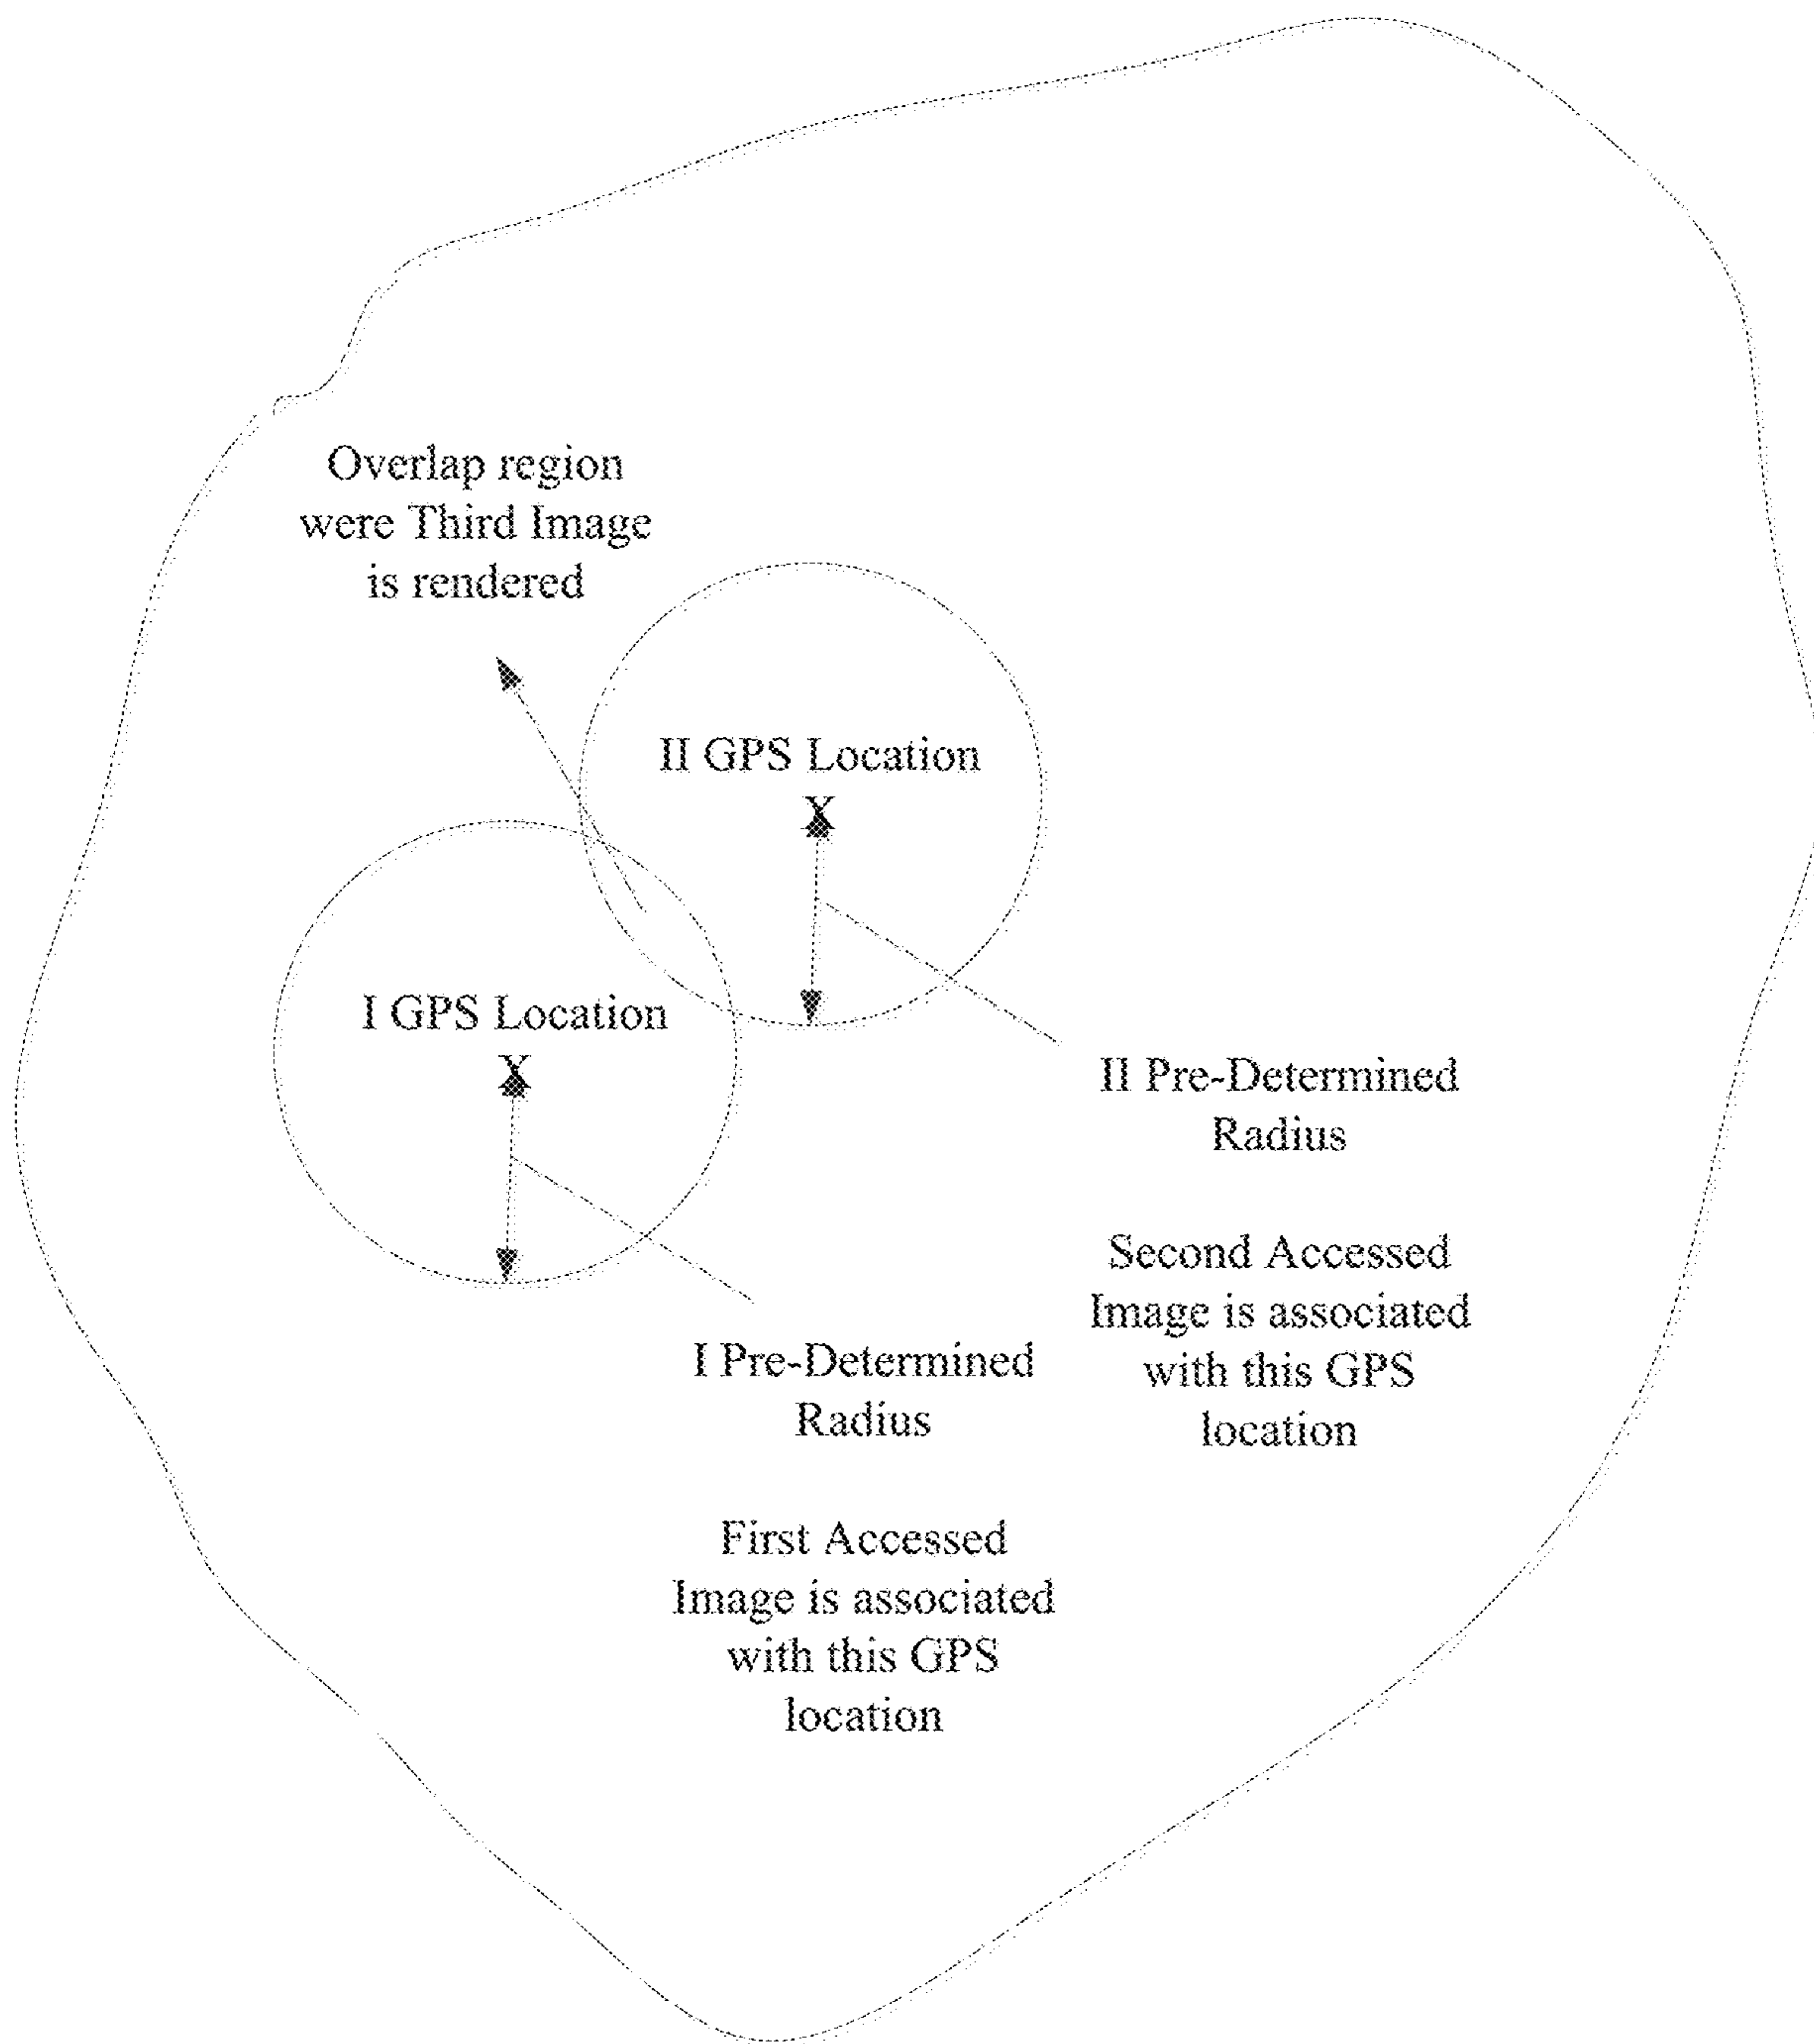 Overlap region
were Third Image
is rendered
II GPS Location
X
I GPS Location
X
II Pre-Determined
Radius
Second Accessed
Image is associated
with this GPS
location
I Pre-Determined
Radius
First Accessed
Image is associated
with this GPS
location